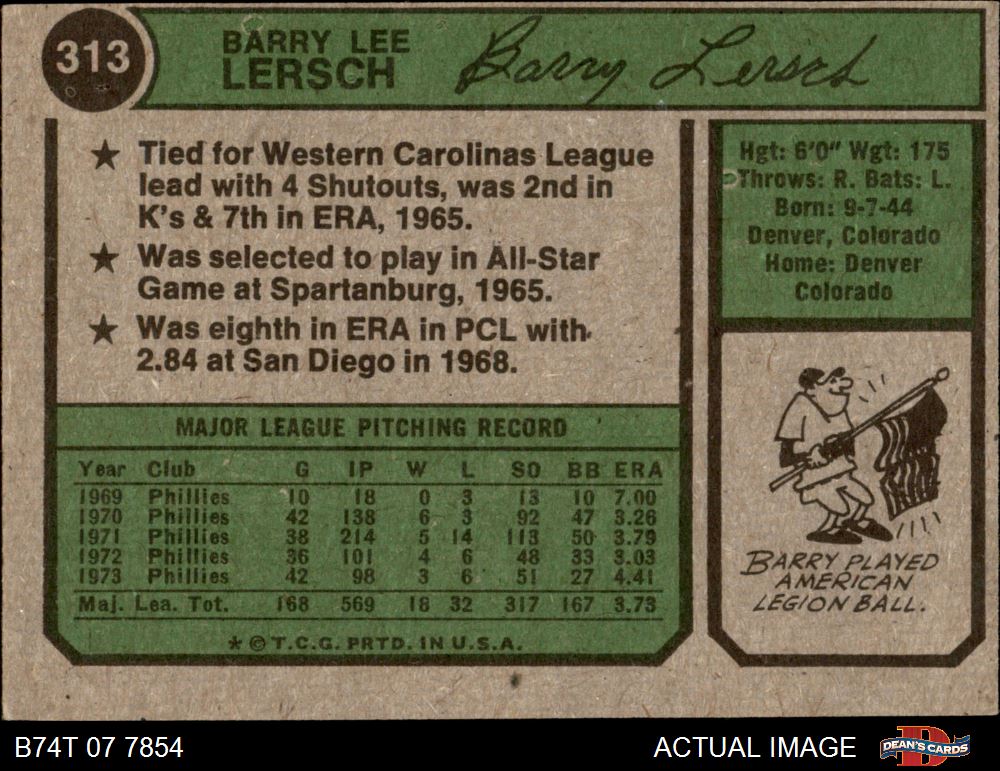 313
BARRY LEE
LERSCH
Barry Lersch
★ Tied for Western Carolinas League
lead with 4 Shutouts, was 2nd in
K's & 7th in ERA, 1965.
★ Was selected to play in All-Star
Game at Spartanburg, 1965.
★ Was eighth in ERA in PCL with
2.84 at San Diego in 1968.
MAJOR LEAGUE PITCHING RECORD
Year Club G IP W L SO BB ERA
1969 Phillies 10 18 0 3 13 10 7.00
1970 Phillies 42 138 6 3 92 47 3.26
1971 Phillies 38 214 5 14 113 50 3.79
1972 Phillies 36 101 4 6 48 33 3.03
1973 Phillies 42 98 3 6 51 27 4.41
Maj. Lea. Tot. 168 569 18 32 317 167 3.73
* © T.C.G. PRTD. IN U.S.A.
Hgt: 6'0" Wgt: 175
Throws: R. Bats: L.
Born: 9-7-44
Denver, Colorado
Home: Denver
Colorado
BARRY PLAYED
AMERICAN
LEGION BALL.
B74T 07 7854
ACTUAL IMAGE
DEAN'S CARDS